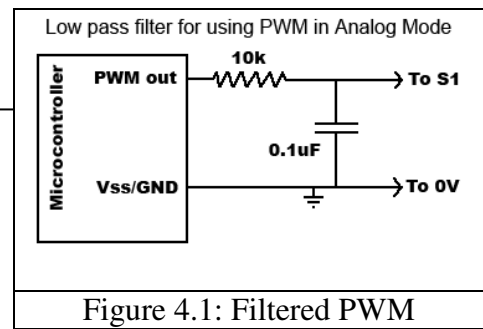 Low pass filter for using PWM in Analog Mode
Microcontroller
PWM out
10k
To S1
0.1uF
Vss/GND
To 0V
Figure 4.1: Filtered PWM